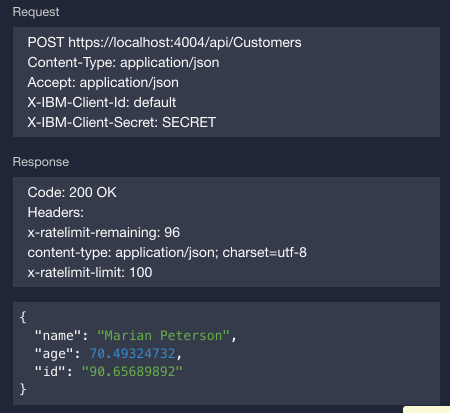 Request
POST https://localhost:4004/api/Customers
Content-Type: application/json
Accept: application/json
X-IBM-Client-Id: default
X-IBM-Client-Secret: SECRET
Response
Code: 200 OK
Headers:
x-ratelimit-remaining: 96
content-type: application/json; charset=utf-8
x-ratelimit-limit: 100
{
"name": "Marian Peterson",
"age": 70.49324732,
"id": "90.65689892"
}